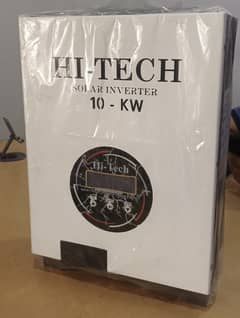 HI-TECH
SOLAR INVERTER
10 - KW
Hi-Tech